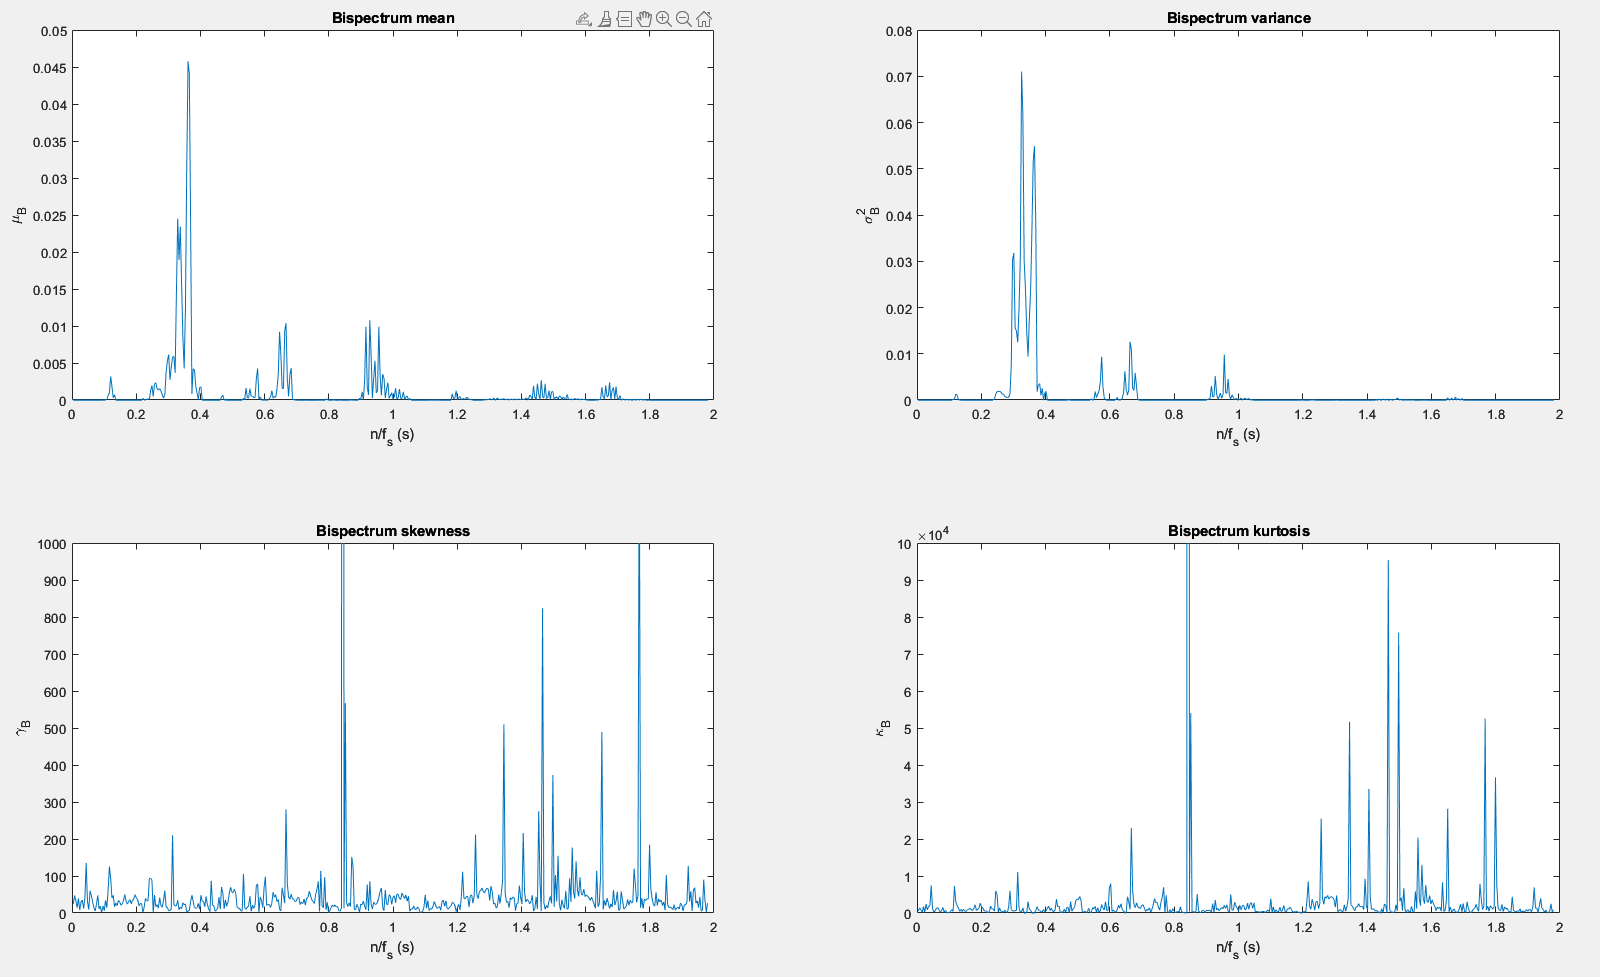 Bispectrum mean
0.05
0.045
0.04
0.035
0.03
0.025
0.02
0.015
0.01
0.005
0
μB
0 0.2 0.4 0.6 0.8 1 1.2 1.4 1.6 1.8 2
n/fs (s)
Bispectrum variance
0.08
0.07
0.06
0.05
0.04
0.03
0.02
0.01
0
σ2B
0 0.2 0.4 0.6 0.8 1 1.2 1.4 1.6 1.8 2
n/fs (s)
Bispectrum skewness
1000
900
800
700
600
500
400
300
200
100
0
γB
0 0.2 0.4 0.6 0.8 1 1.2 1.4 1.6 1.8 2
n/fs (s)
Bispectrum kurtosis
×104
10
9
8
7
6
5
4
3
2
1
0
κB
0 0.2 0.4 0.6 0.8 1 1.2 1.4 1.6 1.8 2
n/fs (s)